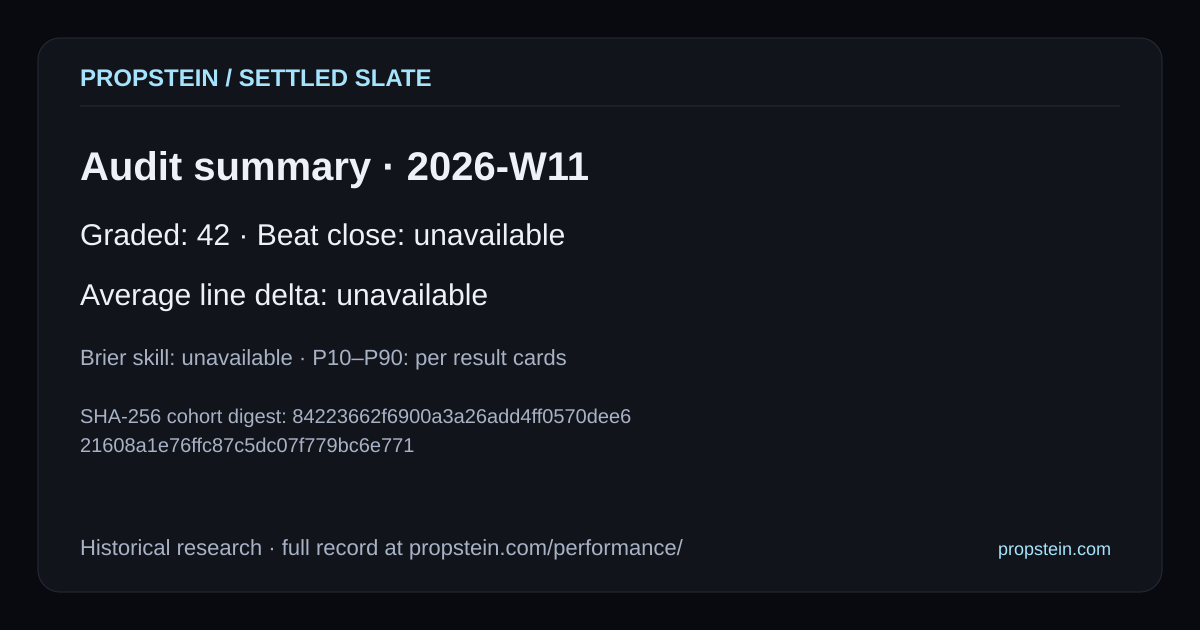 PROPSTEIN / SETTLED SLATE
Audit summary · 2026-W11
Graded: 42 · Beat close: unavailable
Average line delta: unavailable
Brier skill: unavailable · P10–P90: per result cards
SHA-256 cohort digest: 84223662f6900a3a26add4ff0570dee6
21608a1e76ffc87c5dc07f779bc6e771
Historical research · full record at propstein.com/performance/
propstein.com